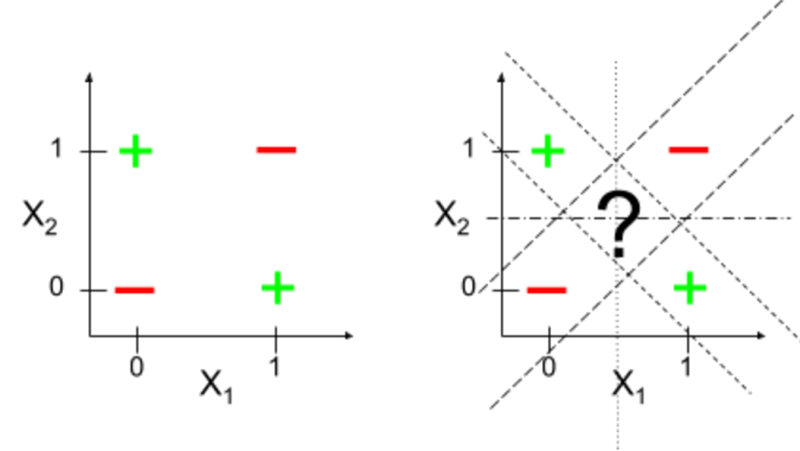 1 + −
X₂
0 − +
0 1
X₁
1 + −
X₂ ?
0 − +
0 1
X₁